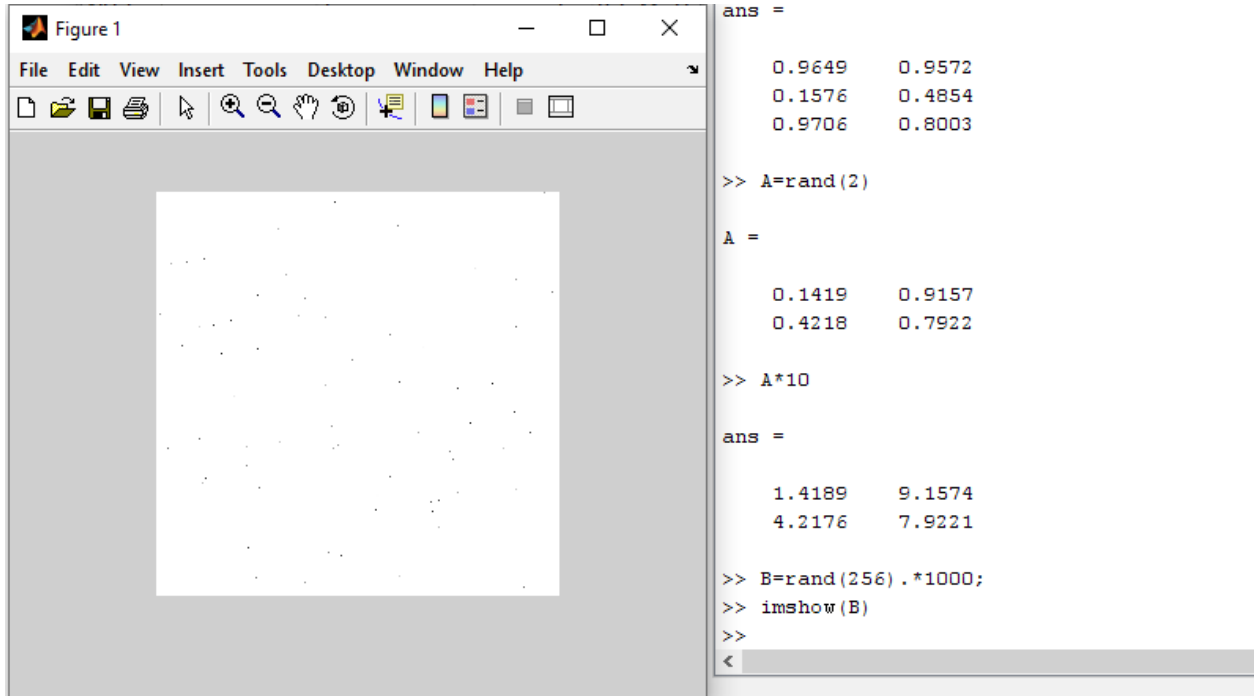 Figure 1
File Edit View Insert Tools Desktop Window Help
ans =
0.9649 0.9572
0.1576 0.4854
0.9706 0.8003
>> A=rand(2)
A =
0.1419 0.9157
0.4218 0.7922
>> A*10
ans =
1.4189 9.1574
4.2176 7.9221
>> B=rand(256).*1000;
>> imshow(B)
>>